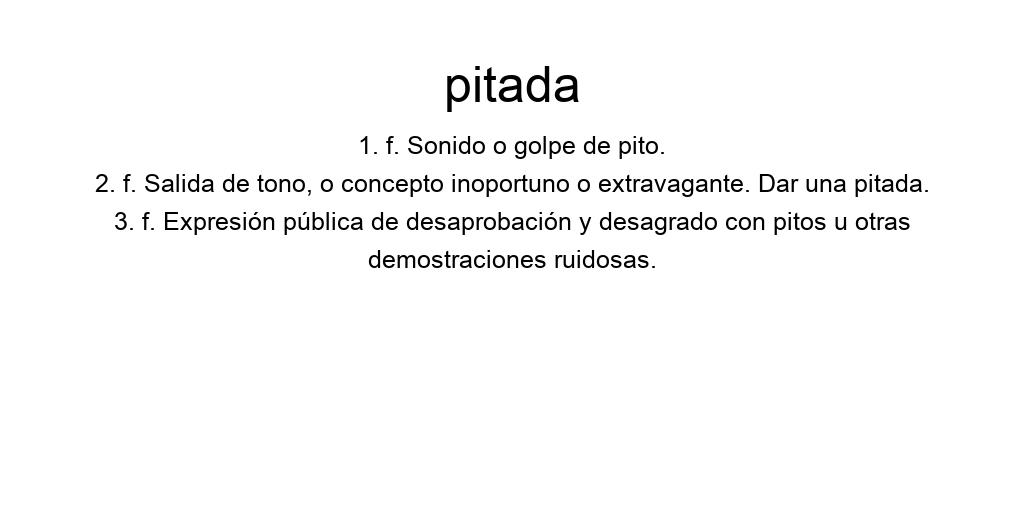 pitada
1. f. Sonido o golpe de pito.
2. f. Salida de tono, o concepto inoportuno o extravagante. Dar una pitada.
3. f. Expresión pública de desaprobación y desagrado con pitos u otras
demostraciones ruidosas.